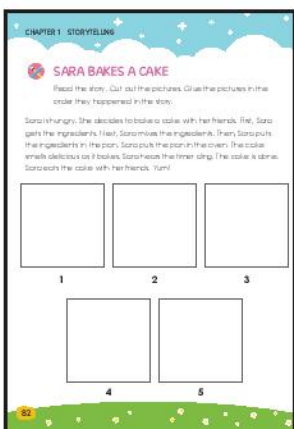 CHAPTER 1 STORYTELLING
SARA BAKES A CAKE
Read the story. Cut out the pictures. Glue the pictures in the
order they happened in the story.
Sara is hungry. She decides to bake a cake with her friends. First, Sara
gets the ingredients. Next, Sara mixes the ingredients. Then, Sara puts
the ingredients in the pan. Sara puts the pan in the oven. The cake
smells delicious as it bakes. Sara hears the timer ding. The cake is done.
Sara eats the cake with her friends. Yum!
1 2 3
4 5
82